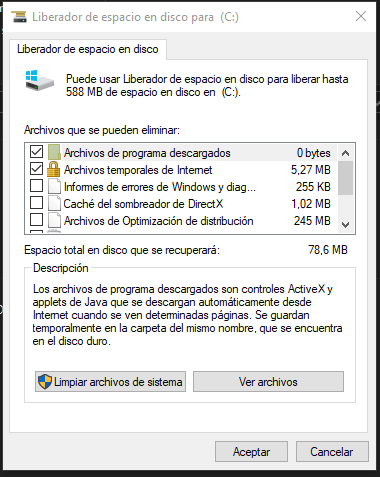 Liberador de espacio en disco para  (C:)
Liberador de espacio en disco
Puede usar Liberador de espacio en disco para liberar hasta
588 MB de espacio en disco en  (C:).
Archivos que se pueden eliminar:
Archivos de programa descargados 0 bytes
Archivos temporales de Internet 5,27 MB
Informes de errores de Windows y diag... 255 KB
Caché del sombreador de DirectX 1,02 MB
Archivos de Optimización de distribución 245 MB
Espacio total en disco que se recuperará: 78,6 MB
Descripción
Los archivos de programa descargados son controles ActiveX y
applets de Java que se descargan automáticamente desde
Internet cuando se ven determinadas páginas. Se guardan
temporalmente en la carpeta del mismo nombre, que se encuentra
en el disco duro.
Limpiar archivos de sistema
Ver archivos
Aceptar
Cancelar